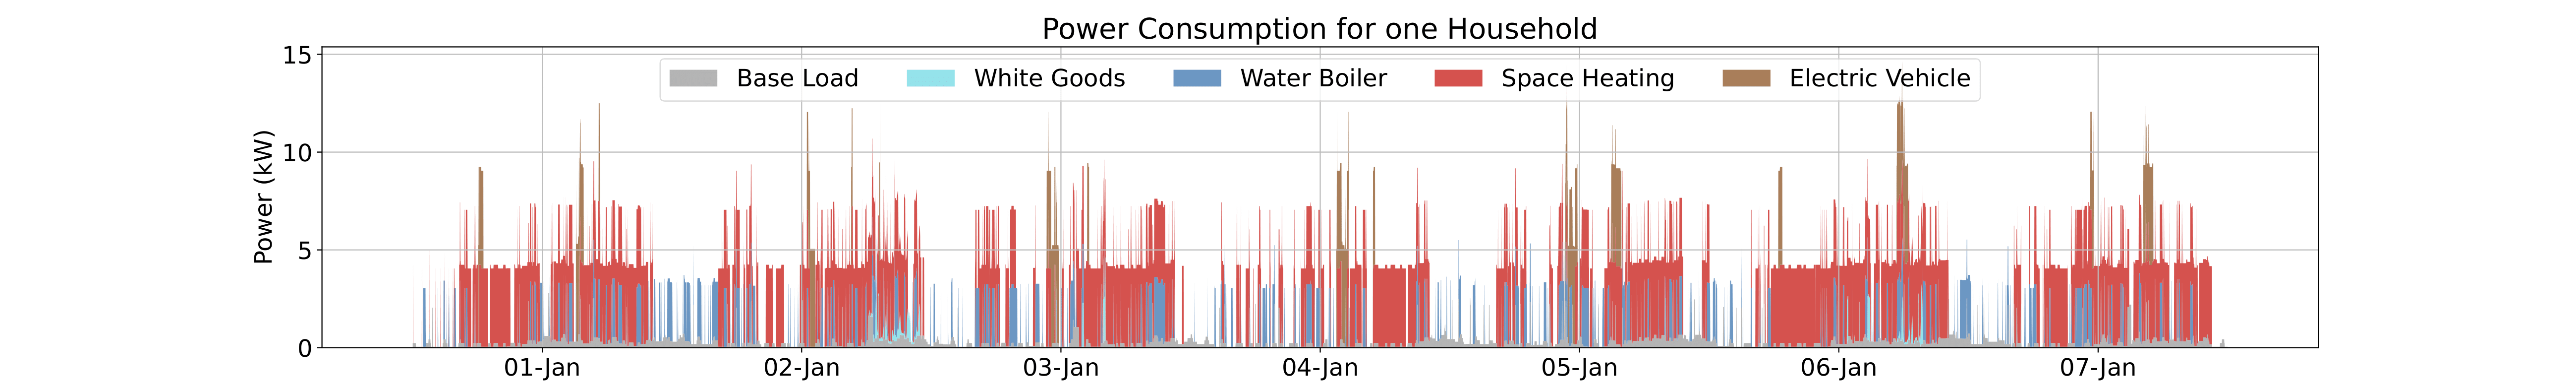 Power Consumption for one Household
Power (kW)
15
10
5
0
Base Load White Goods Water Boiler Space Heating Electric Vehicle
01-Jan 02-Jan 03-Jan 04-Jan 05-Jan 06-Jan 07-Jan